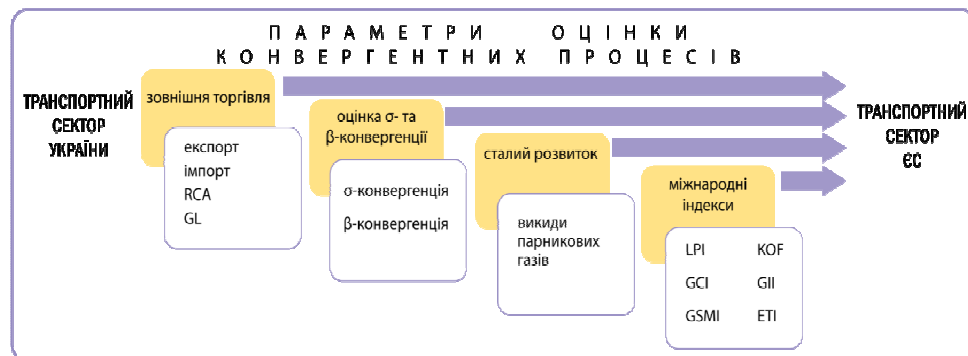 ПАРАМЕТРИ ОЦІНКИ
КОНВЕРГЕНТНИХ ПРОЦЕСІВ
ТРАНСПОРТНИЙ
СЕКТОР
УКРАЇНИ
зовнішня торгівля
експорт
імпорт
RCA
GL
оцінка σ- та
β-конвергенції
σ-конвергенція
β-конвергенція
сталий розвиток
викиди
парникових
газів
міжнародні
індекси
LPI KOF
GCI GII
GSMI ETI
ТРАНСПОРТНИЙ
СЕКТОР
ЄС